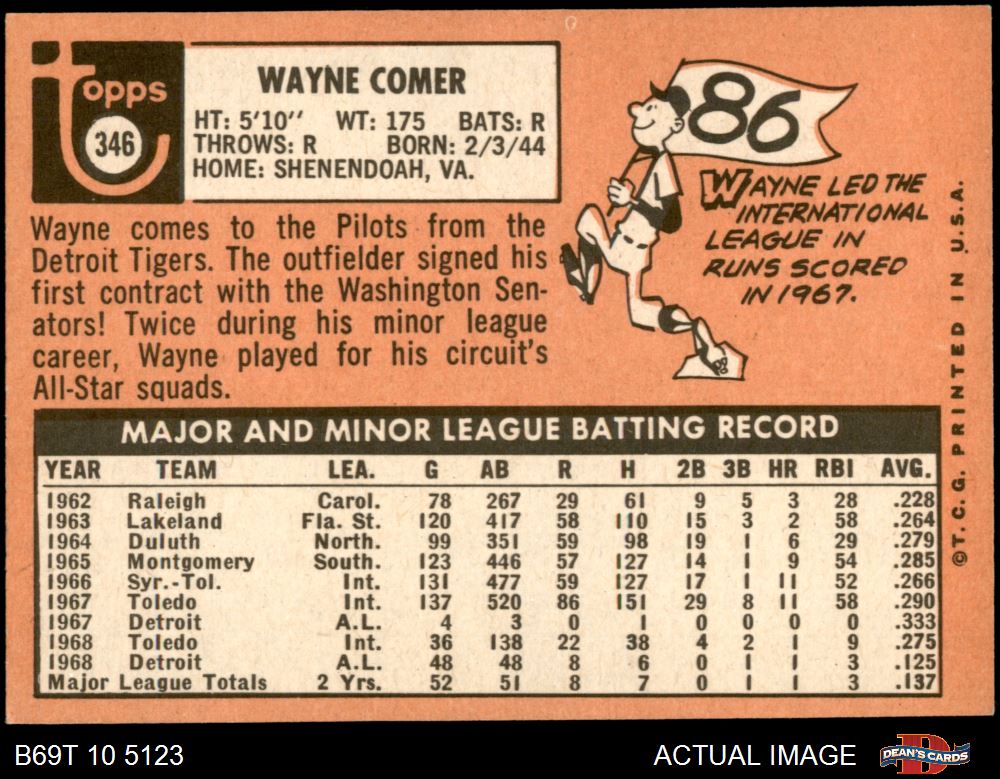 Topps
346
WAYNE COMER
HT: 5'10'' WT: 175 BATS: R
THROWS: R BORN: 2/3/44
HOME: SHENENDOAH, VA.
Wayne comes to the Pilots from the
Detroit Tigers. The outfielder signed his
first contract with the Washington Sen-
ators! Twice during his minor league
career, Wayne played for his circuit's
All-Star squads.
86
WAYNE LED THE
INTERNATIONAL
LEAGUE IN
RUNS SCORED
IN 1967.
©T.C.G. PRINTED IN U.S.A.
MAJOR AND MINOR LEAGUE BATTING RECORD
YEAR TEAM LEA. G AB R H 2B 3B HR RBI AVG.
1962 Raleigh Carol. 78 267 29 61 9 5 3 28 .228
1963 Lakeland Fla. St. 120 417 58 110 15 3 2 58 .264
1964 Duluth North. 99 351 59 98 19 1 6 29 .279
1965 Montgomery South. 123 446 57 127 14 1 9 54 .285
1966 Syr.-Tol. Int. 131 477 59 127 17 1 11 52 .266
1967 Toledo Int. 137 520 86 151 29 8 11 58 .290
1967 Detroit A.L. 4 3 0 1 0 0 0 0 .333
1968 Toledo Int. 36 138 22 38 4 2 1 9 .275
1968 Detroit A.L. 48 48 8 6 0 1 1 3 .125
Major League Totals 2 Yrs. 52 51 8 7 0 1 1 3 .137
B69T 10 5123 ACTUAL IMAGE
D
DEAN'S CARDS